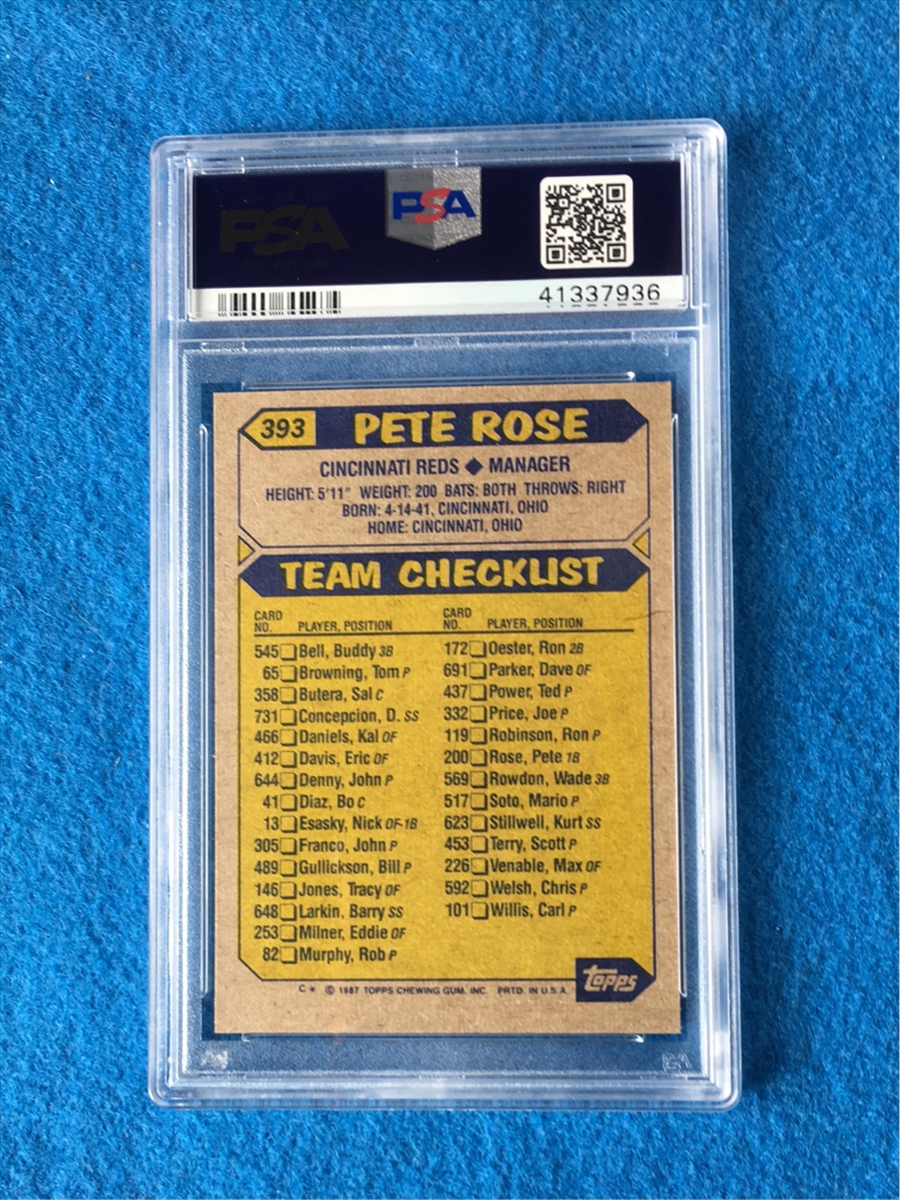 PSA
PSA
41337936
393 PETE ROSE
CINCINNATI REDS ◆ MANAGER
HEIGHT: 5'11" WEIGHT: 200 BATS: BOTH THROWS: RIGHT
BORN: 4-14-41, CINCINNATI, OHIO
HOME: CINCINNATI, OHIO
TEAM CHECKLIST
CARD NO. PLAYER, POSITION
545 Bell, Buddy 3B
65 Browning, Tom P
358 Butera, Sal C
731 Concepcion, D. SS
466 Daniels, Kal OF
412 Davis, Eric OF
644 Denny, John P
41 Diaz, Bo C
13 Esasky, Nick OF-1B
305 Franco, John P
489 Gullickson, Bill P
146 Jones, Tracy OF
648 Larkin, Barry SS
253 Milner, Eddie OF
82 Murphy, Rob P
CARD NO. PLAYER, POSITION
172 Oester, Ron 2B
691 Parker, Dave OF
437 Power, Ted P
332 Price, Joe P
119 Robinson, Ron P
200 Rose, Pete 1B
569 Rowdon, Wade 3B
517 Soto, Mario P
623 Stillwell, Kurt SS
453 Terry, Scott P
226 Venable, Max OF
592 Welsh, Chris P
101 Willis, Carl P
topps
C * © 1987 TOPPS CHEWING GUM, INC. PRTD. IN U.S.A.